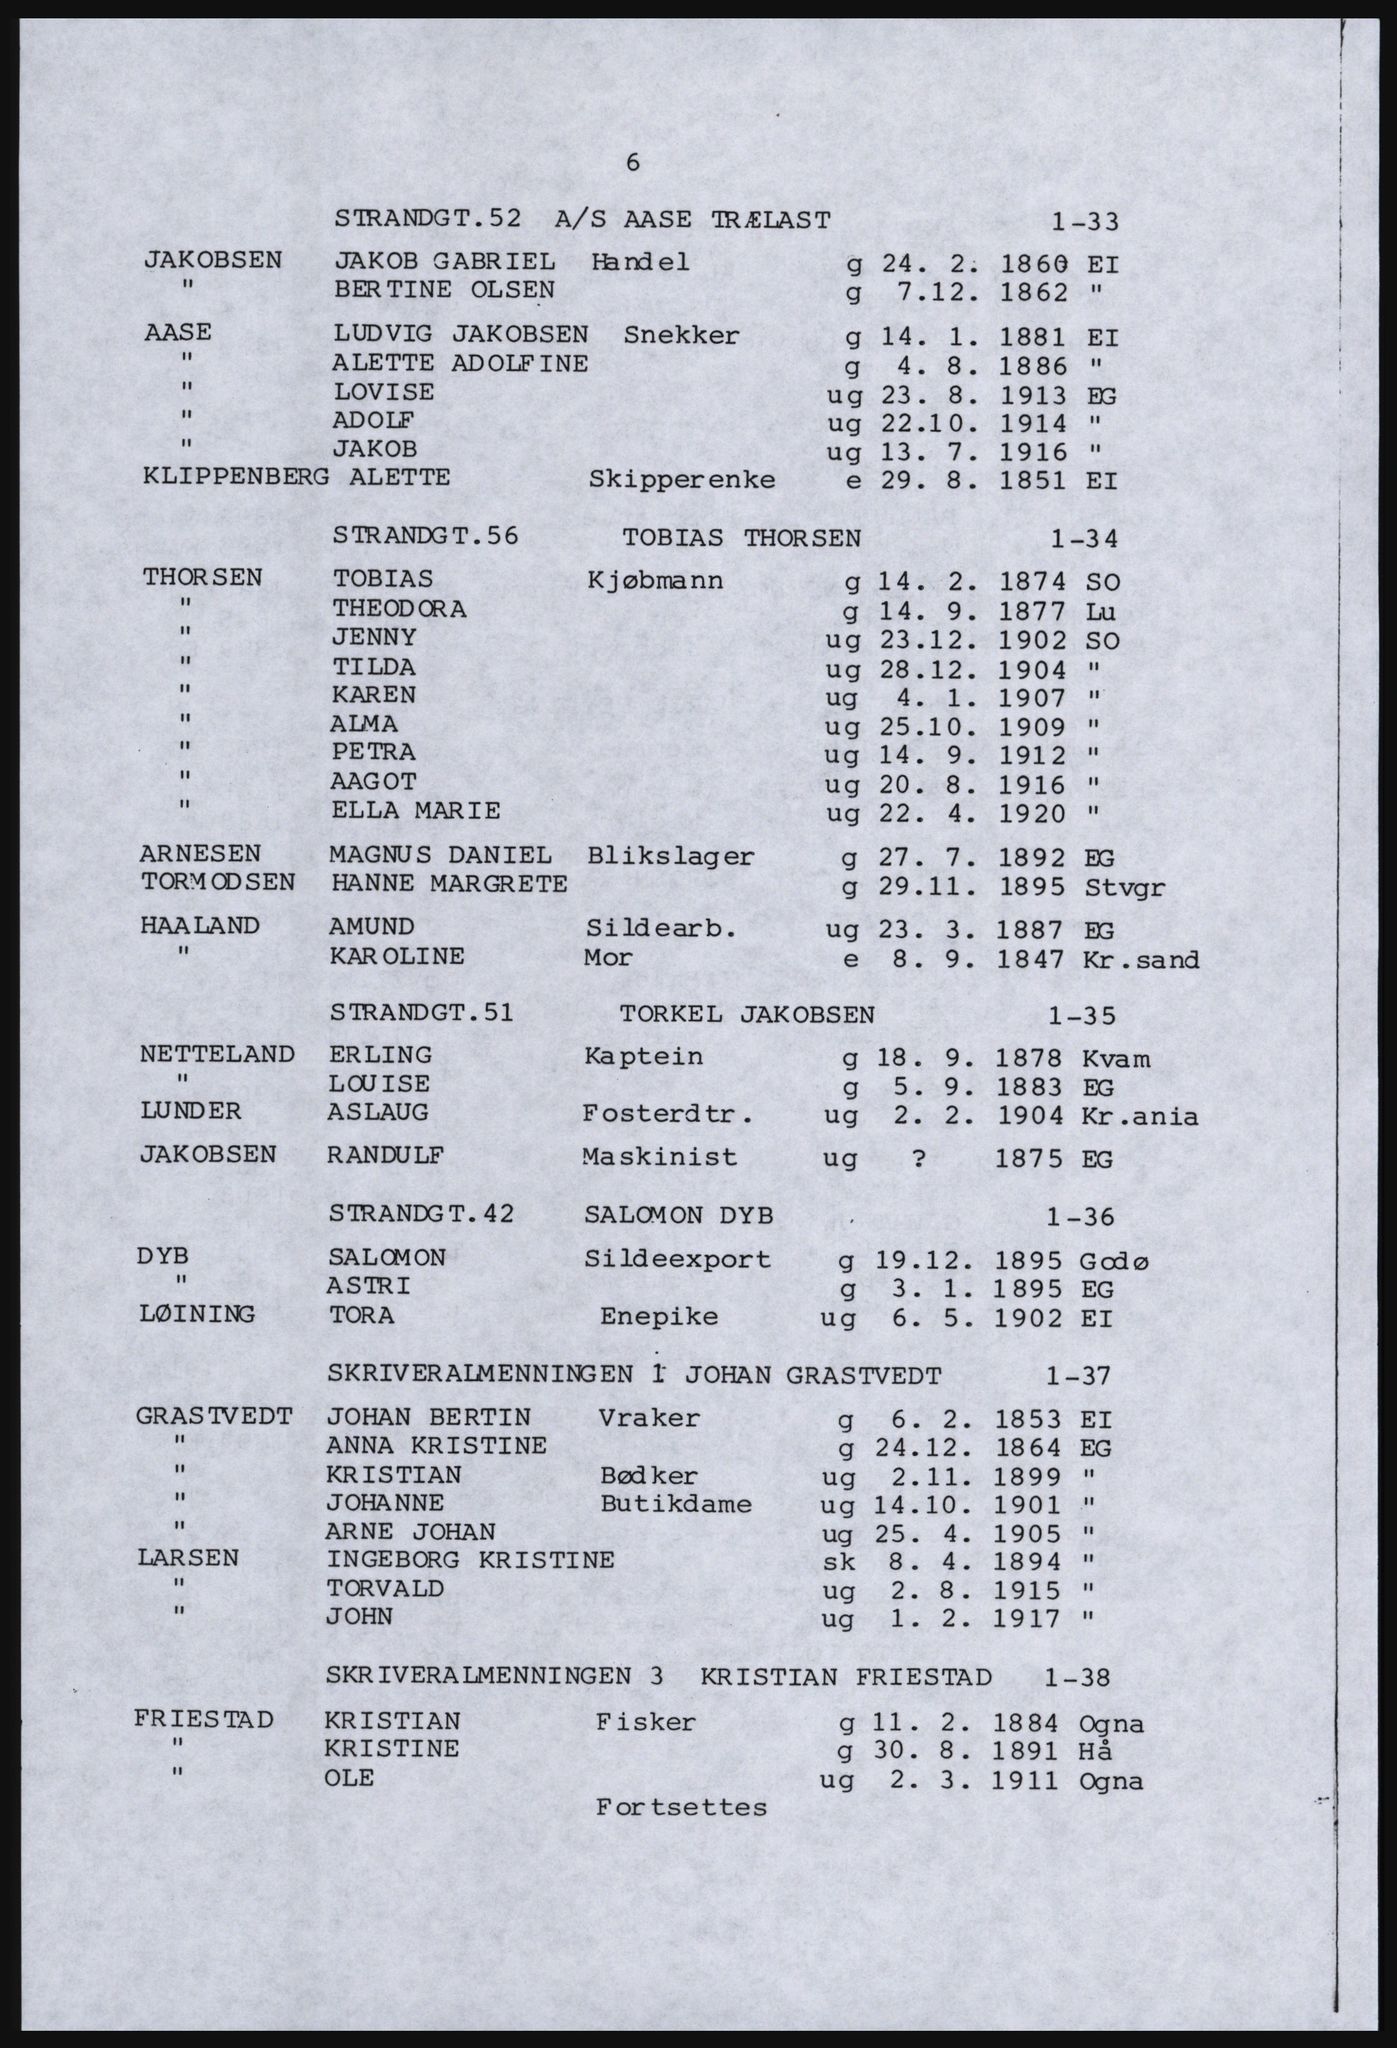 6
STRANDGT.52 A/S AASE TRÆLAST 1-33
JAKOBSEN JAKOB GABRIEL Handel g 24. 2. 1860 EI
" BERTINE OLSEN g 7.12. 1862 "
AASE LUDVIG JAKOBSEN Snekker g 14. 1. 1881 EI
" ALETTE ADOLFINE g 4. 8. 1886 "
" LOVISE ug 23. 8. 1913 EG
" ADOLF ug 22.10. 1914 "
" JAKOB ug 13. 7. 1916 "
KLIPPENBERG ALETTE Skipperenke e 29. 8. 1851 EI
STRANDGT.56 TOBIAS THORSEN 1-34
THORSEN TOBIAS Kjøbmann g 14. 2. 1874 SO
" THEODORA g 14. 9. 1877 Lu
" JENNY ug 23.12. 1902 SO
" TILDA ug 28.12. 1904 "
" KAREN ug 4. 1. 1907 "
" ALMA ug 25.10. 1909 "
" PETRA ug 14. 9. 1912 "
" AAGOT ug 20. 8. 1916 "
" ELLA MARIE ug 22. 4. 1920 "
ARNESEN MAGNUS DANIEL Blikslager g 27. 7. 1892 EG
TORMODSEN HANNE MARGRETE g 29.11. 1895 Stvgr
HAALAND AMUND Sildearb. ug 23. 3. 1887 EG
" KAROLINE Mor e 8. 9. 1847 Kr.sand
STRANDGT.51 TORKEL JAKOBSEN 1-35
NETTELAND ERLING Kaptein g 18. 9. 1878 Kvam
" LOUISE g 5. 9. 1883 EG
LUNDER ASLAUG Fosterdtr. ug 2. 2. 1904 Kr.ania
JAKOBSEN RANDULF Maskinist ug ? 1875 EG
STRANDGT.42 SALOMON DYB 1-36
DYB SALOMON Sildeexport g 19.12. 1895 Godø
" ASTRI g 3. 1. 1895 EG
LØINING TORA Enepike ug 6. 5. 1902 EI
SKRIVERALMENNINGEN 1 JOHAN GRASTVEDT 1-37
GRASTVEDT JOHAN BERTIN Vraker g 6. 2. 1853 EI
" ANNA KRISTINE g 24.12. 1864 EG
" KRISTIAN Bødker ug 2.11. 1899 "
" JOHANNE Butikdame ug 14.10. 1901 "
" ARNE JOHAN ug 25. 4. 1905 "
LARSEN INGEBORG KRISTINE sk 8. 4. 1894 "
" TORVALD ug 2. 8. 1915 "
" JOHN ug 1. 2. 1917 "
SKRIVERALMENNINGEN 3 KRISTIAN FRIESTAD 1-38
FRIESTAD KRISTIAN Fisker g 11. 2. 1884 Ogna
" KRISTINE g 30. 8. 1891 Hå
" OLE ug 2. 3. 1911 Ogna
Fortsettes